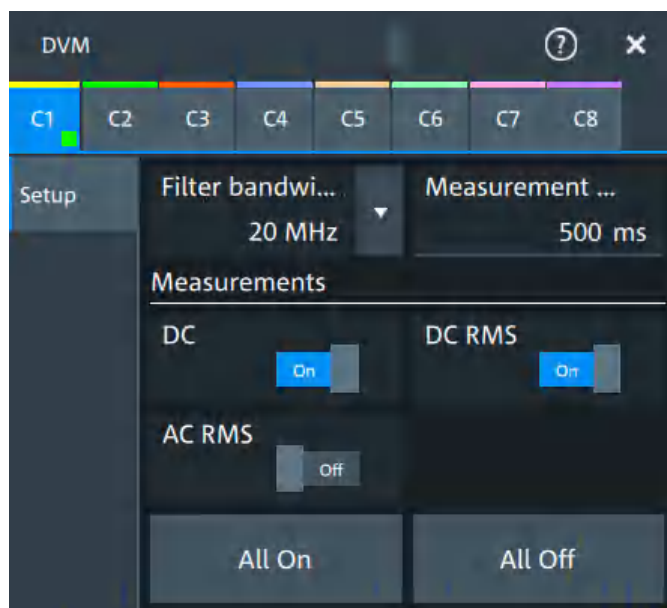 DVM ? ×
C1 C2 C3 C4 C5 C6 C7 C8
Setup
Filter bandwi... Measurement ...
20 MHz 500 ms
Measurements
DC DC RMS
On On
AC RMS
Off
All On All Off